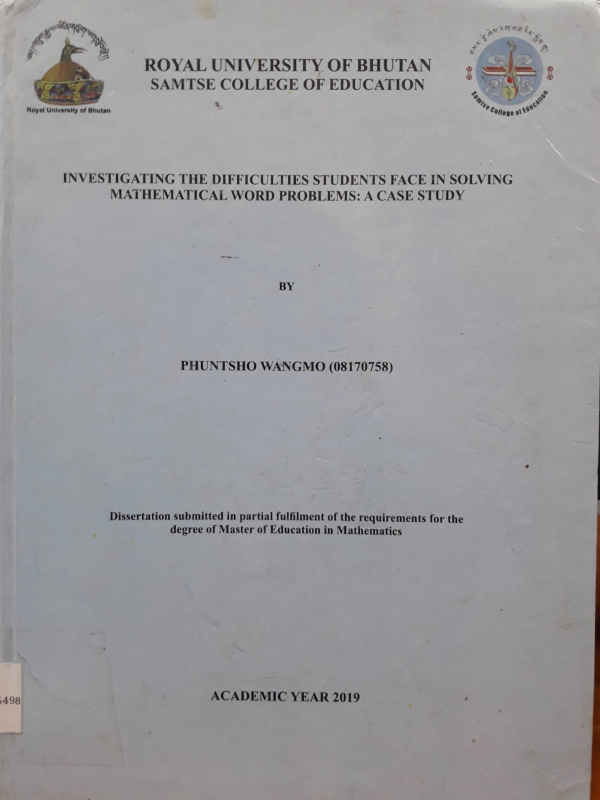 ROYAL UNIVERSITY OF BHUTAN
SAMTSE COLLEGE OF EDUCATION
Royal University of Bhutan
Samtse College of Education
INVESTIGATING THE DIFFICULTIES STUDENTS FACE IN SOLVING
MATHEMATICAL WORD PROBLEMS: A CASE STUDY
BY
PHUNTSHO WANGMO (08170758)
Dissertation submitted in partial fulfilment of the requirements for the
degree of Master of Education in Mathematics
5498
ACADEMIC YEAR 2019